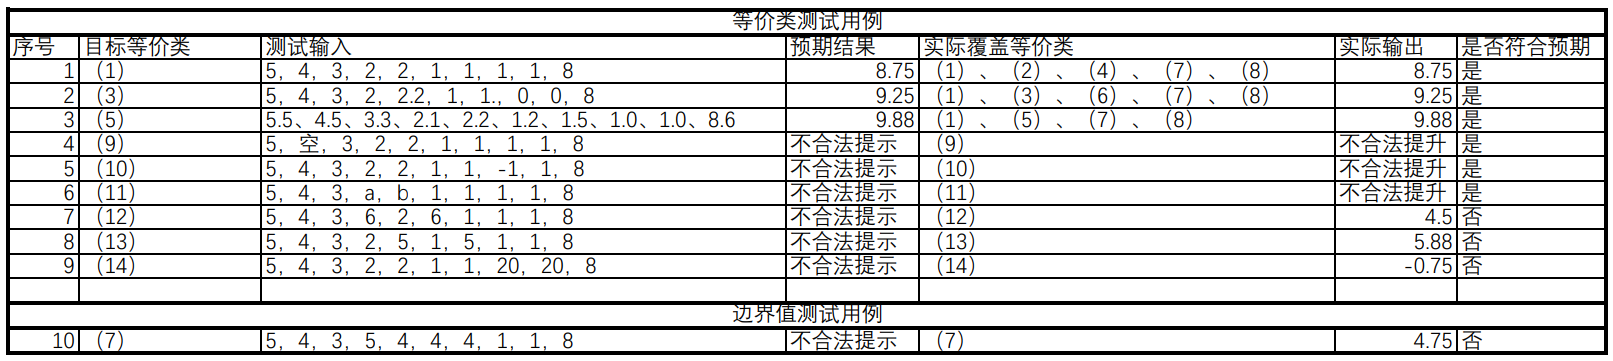 等价类测试用例
序号 目标等价类 测试输入 预期结果 实际覆盖等价类 实际输出 是否符合预期
1 （1） 5，4，3，2，2，1，1，1，1，8 8.75 （1）、（2）、（4）、（7）、（8） 8.75 是
2 （3） 5，4，3，2，2.2，1，1.，0，0，8 9.25 （1）、（3）、（6）、（7）、（8） 9.25 是
3 （5） 5.5、4.5、3.3、2.1、2.2、1.2、1.5、1.0、1.0、8.6 9.88 （1）、（5）、（7）、（8） 9.88 是
4 （9） 5，空，3，2，2，1，1，1，1，8 不合法提示 （9） 不合法提升 是
5 （10） 5，4，3，2，2，1，1，-1，1，8 不合法提示 （10） 不合法提升 是
6 （11） 5，4，3，a，b，1，1，1，1，8 不合法提示 （11） 不合法提升 是
7 （12） 5，4，3，6，2，6，1，1，1，8 不合法提示 （12） 4.5 否
8 （13） 5，4，3，2，5，1，5，1，1，8 不合法提示 （13） 5.88 否
9 （14） 5，4，3，2，2，1，1，20，20，8 不合法提示 （14） -0.75 否
边界值测试用例
10 （7） 5，4，3，5，4，4，4，1，1，8 不合法提示 （7） 4.75 否